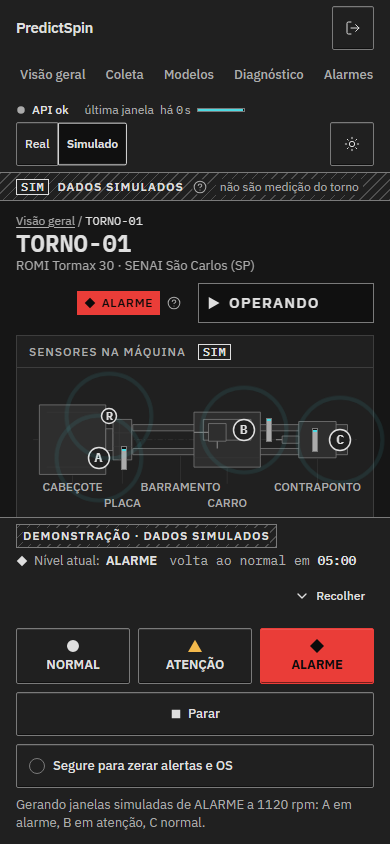 PredictSpin
Visão geral Coleta Modelos Diagnóstico Alarmes
API ok última janela há 0 s
Real Simulado
SIM DADOS SIMULADOS ? não são medição do torno
Visão geral / TORNO-01
TORNO-01
ROMI Tormax 30 · SENAI São Carlos (SP)
ALARME ? OPERANDO
SENSORES NA MÁQUINA SIM
R
A
B
C
CABEÇOTE BARRAMENTO CONTRAPONTO
PLACA CARRO
DEMONSTRAÇÃO · DADOS SIMULADOS
Nível atual: ALARME volta ao normal em 05:00
Recolher
NORMAL ATENÇÃO ALARME
Parar
Segure para zerar alertas e OS
Gerando janelas simuladas de ALARME a 1120 rpm: A em
alarme, B em atenção, C normal.